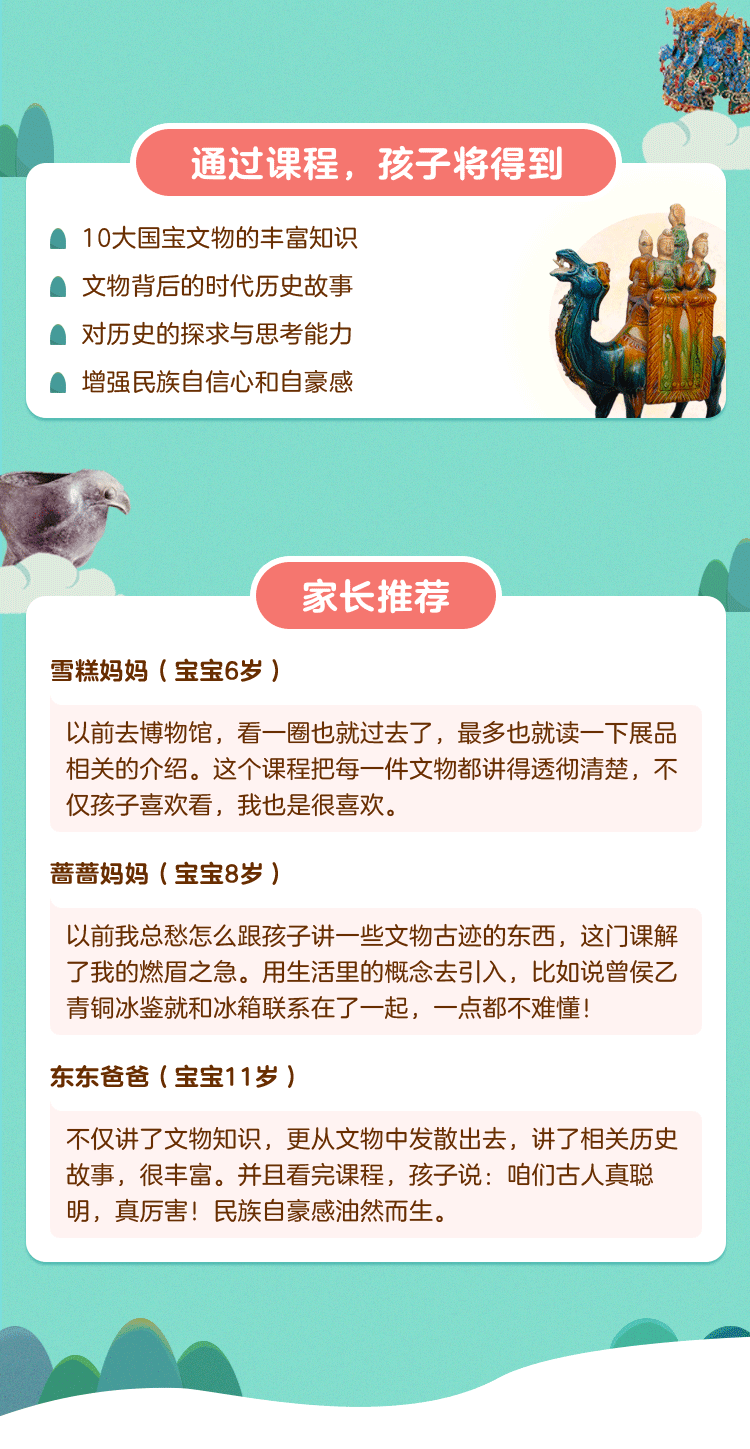 通过课程，孩子将得到
10大国宝文物的丰富知识
文物背后的时代历史故事
对历史的探求与思考能力
增强民族自信心和自豪感
家长推荐
雪糕妈妈（宝宝6岁）
以前去博物馆，看一圈也就过去了，最多也就读一下展品
相关的介绍。这个课程把每一件文物都讲得透彻清楚，不
仅孩子喜欢看，我也是很喜欢。
蔷蔷妈妈（宝宝8岁）
以前我总愁怎么跟孩子讲一些文物古迹的东西，这门课解
了我的燃眉之急。用生活里的概念去引入，比如说曾侯乙
青铜冰鉴就和冰箱联系在了一起，一点都不难懂！
东东爸爸（宝宝11岁）
不仅讲了文物知识，更从文物中发散出去，讲了相关历史
故事，很丰富。并且看完课程，孩子说：咱们古人真聪
明，真厉害！民族自豪感油然而生。